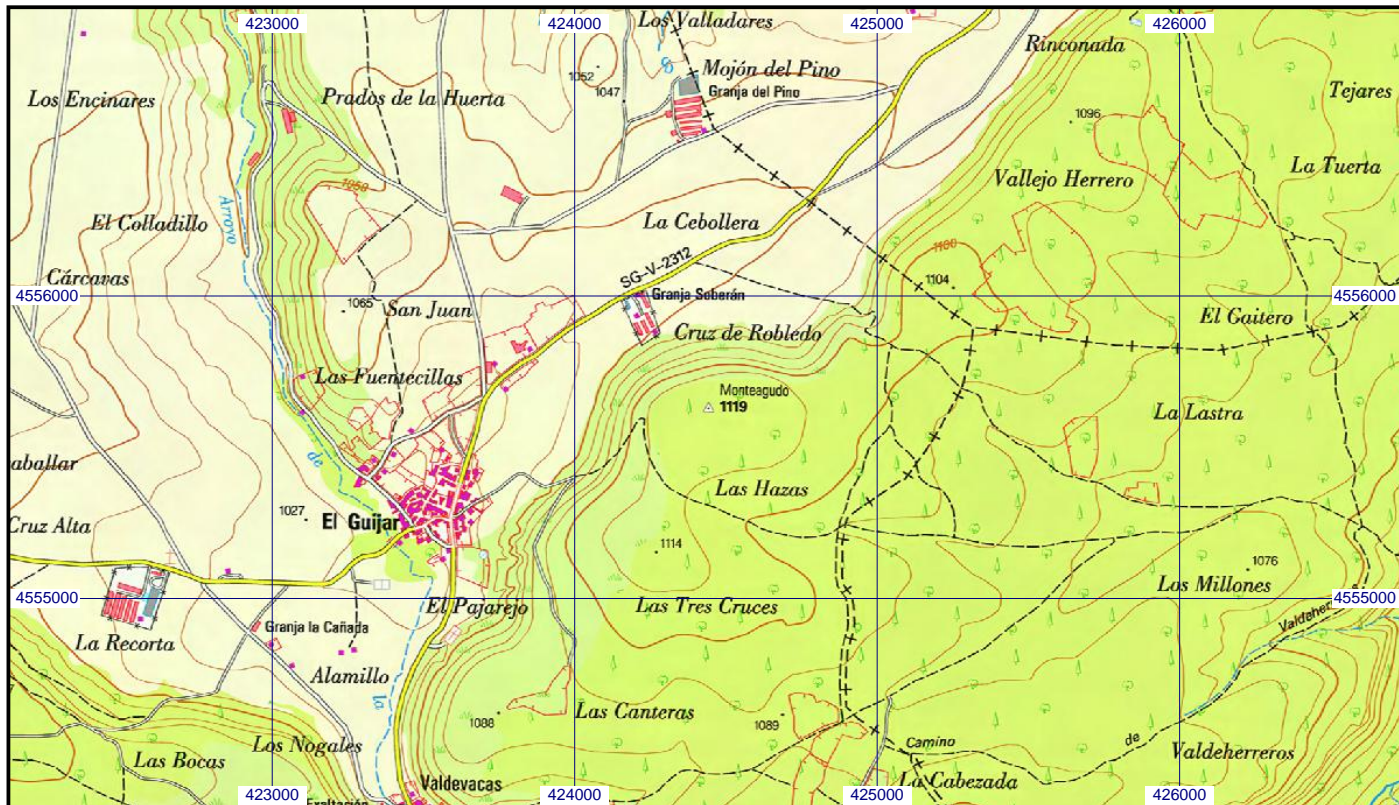 423000
424000
425000
426000
Los Valladares
Rinconada
Mojón del Pino
Granja del Pino
Los Encinares
Prados de la Huerta
1052
1047
Tejares
1096
La Tuerta
Vallejo Herrero
1050
Arroyo
El Colladillo
La Cebollera
1100
SG-V-2312
Cárcavas
1104
4556000
4556000
Granja Soberán
1065
San Juan
El Gaitero
Cruz de Robledo
Las Fuentecillas
Monteagudo
1119
La Lastra
de
aballar
Las Hazas
1027
El Guijar
Cruz Alta
1114
1076
Los Millones
4555000
4555000
El Pajarejo
Las Tres Cruces
Granja la Cañada
La Recorta
Alamillo
la
1088
Las Canteras
1089
Los Nogales
Camino
de
Valdeherreros
Las Bocas
La Cabezada
Valdevacas
423000
424000
425000
426000